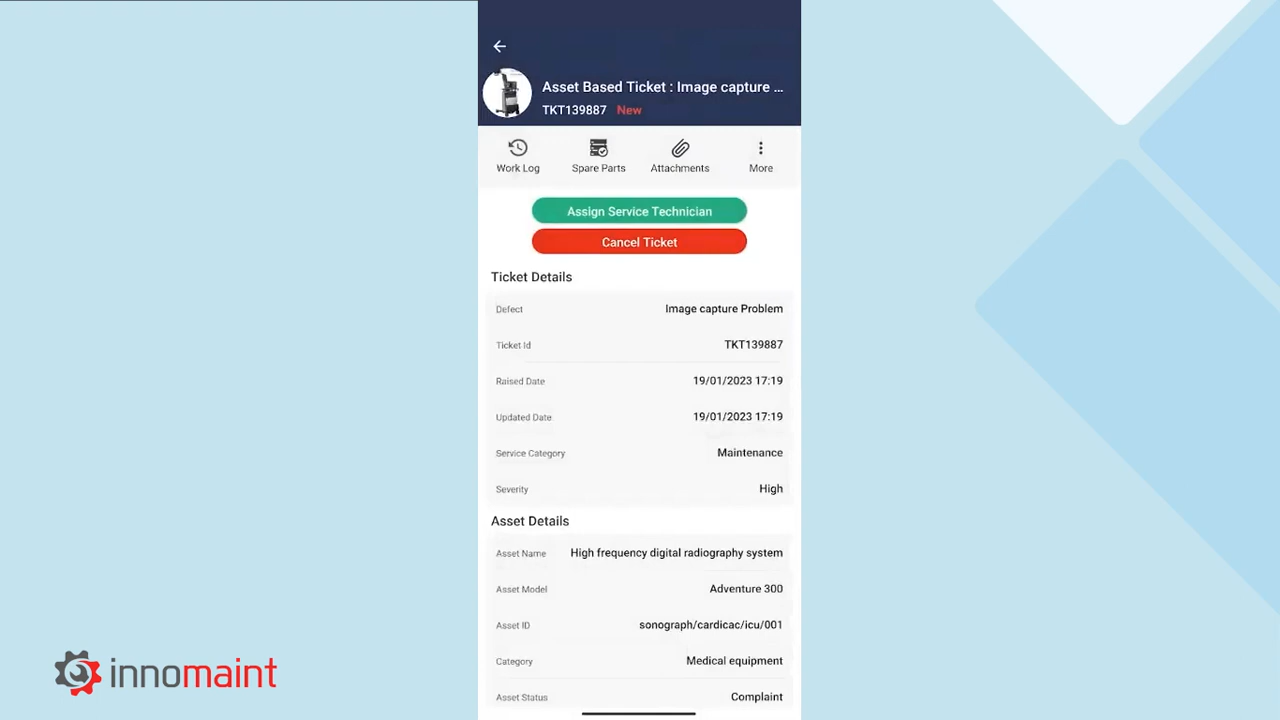 Asset Based Ticket : Image capture ...
TKT139887 New
Work Log Spare Parts Attachments More
Assign Service Technician
Cancel Ticket
Ticket Details
Defect Image capture Problem
Ticket Id TKT139887
Raised Date 19/01/2023 17:19
Updated Date 19/01/2023 17:19
Service Category Maintenance
Severity High
Asset Details
Asset Name High frequency digital radiography system
Asset Model Adventure 300
Asset ID sonograph/cardicac/icu/001
Category Medical equipment
Asset Status Complaint
innomaint